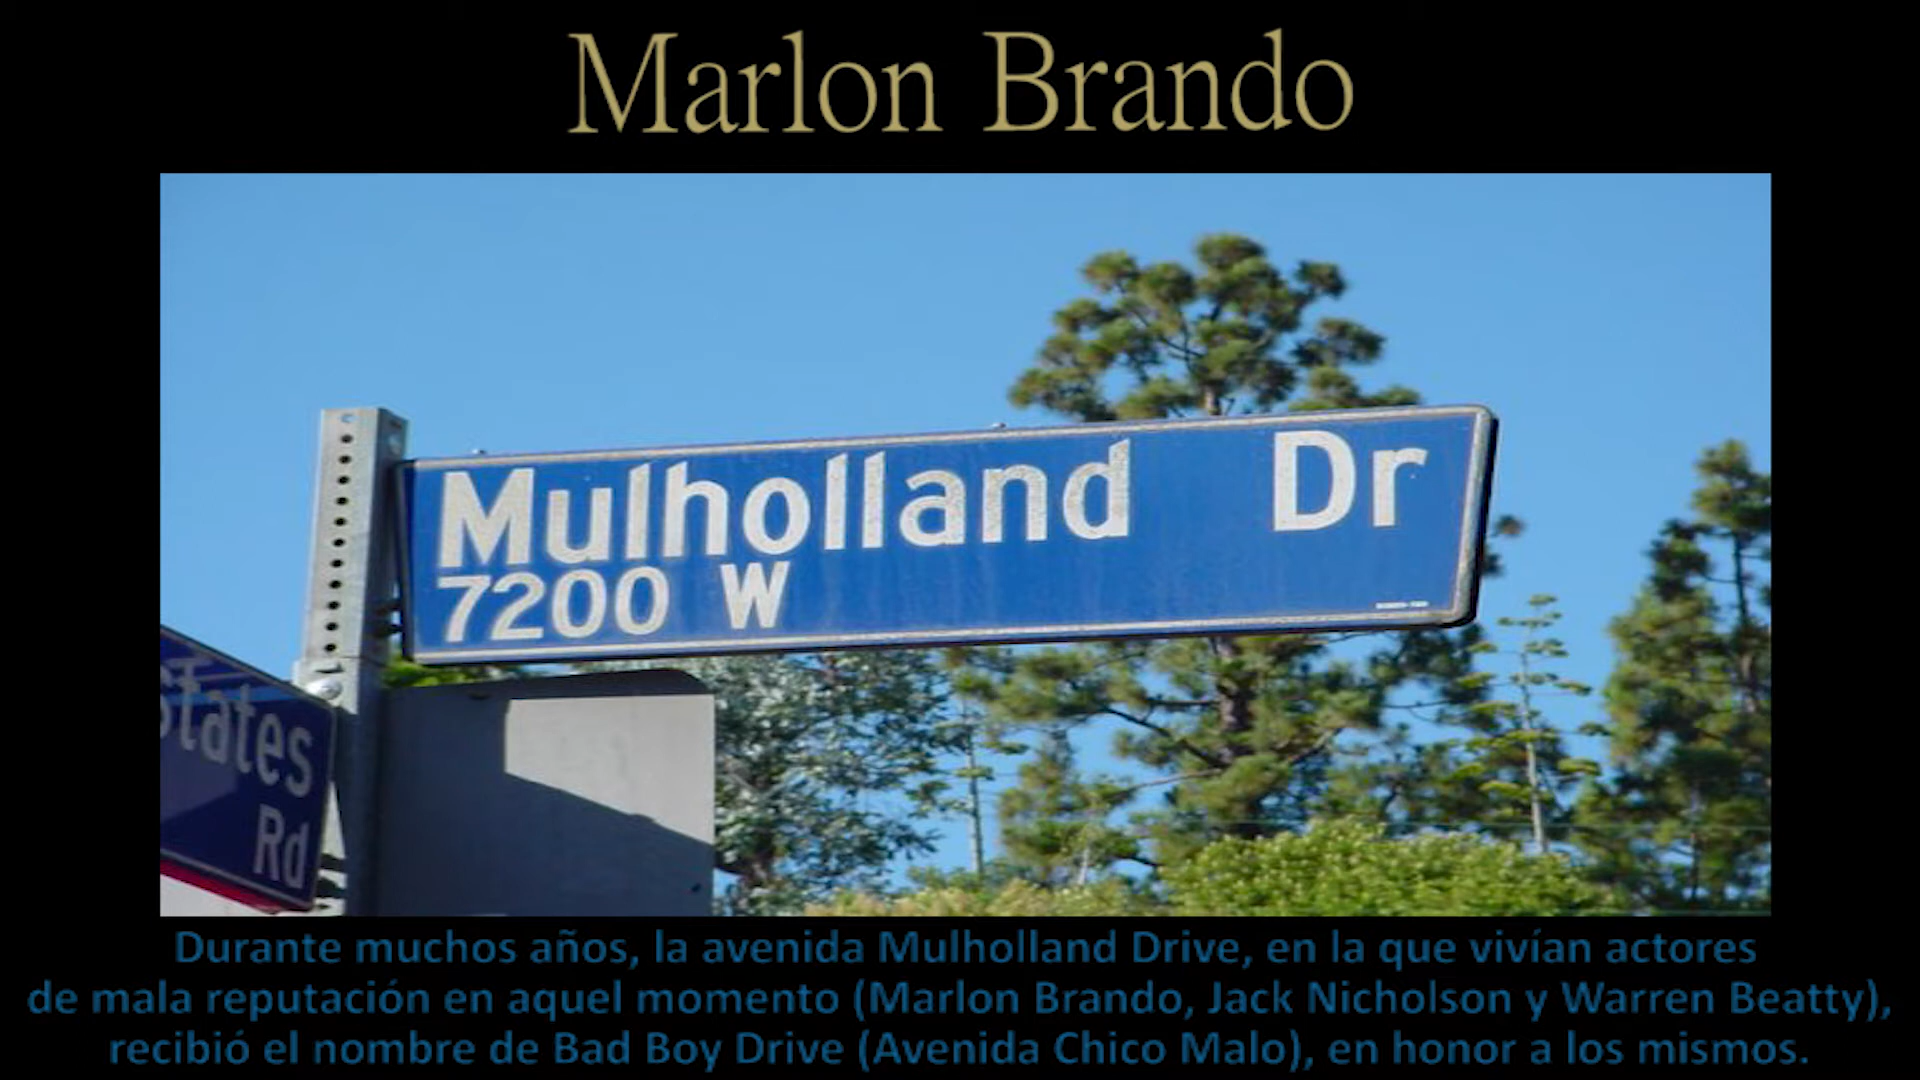 Marlon Brando
Mulholland Dr
7200 W
states
Rd
Durante muchos años, la avenida Mulholland Drive, en la que vivían actores
de mala reputación en aquel momento (Marlon Brando, Jack Nicholson y Warren Beatty),
recibió el nombre de Bad Boy Drive (Avenida Chico Malo), en honor a los mismos.